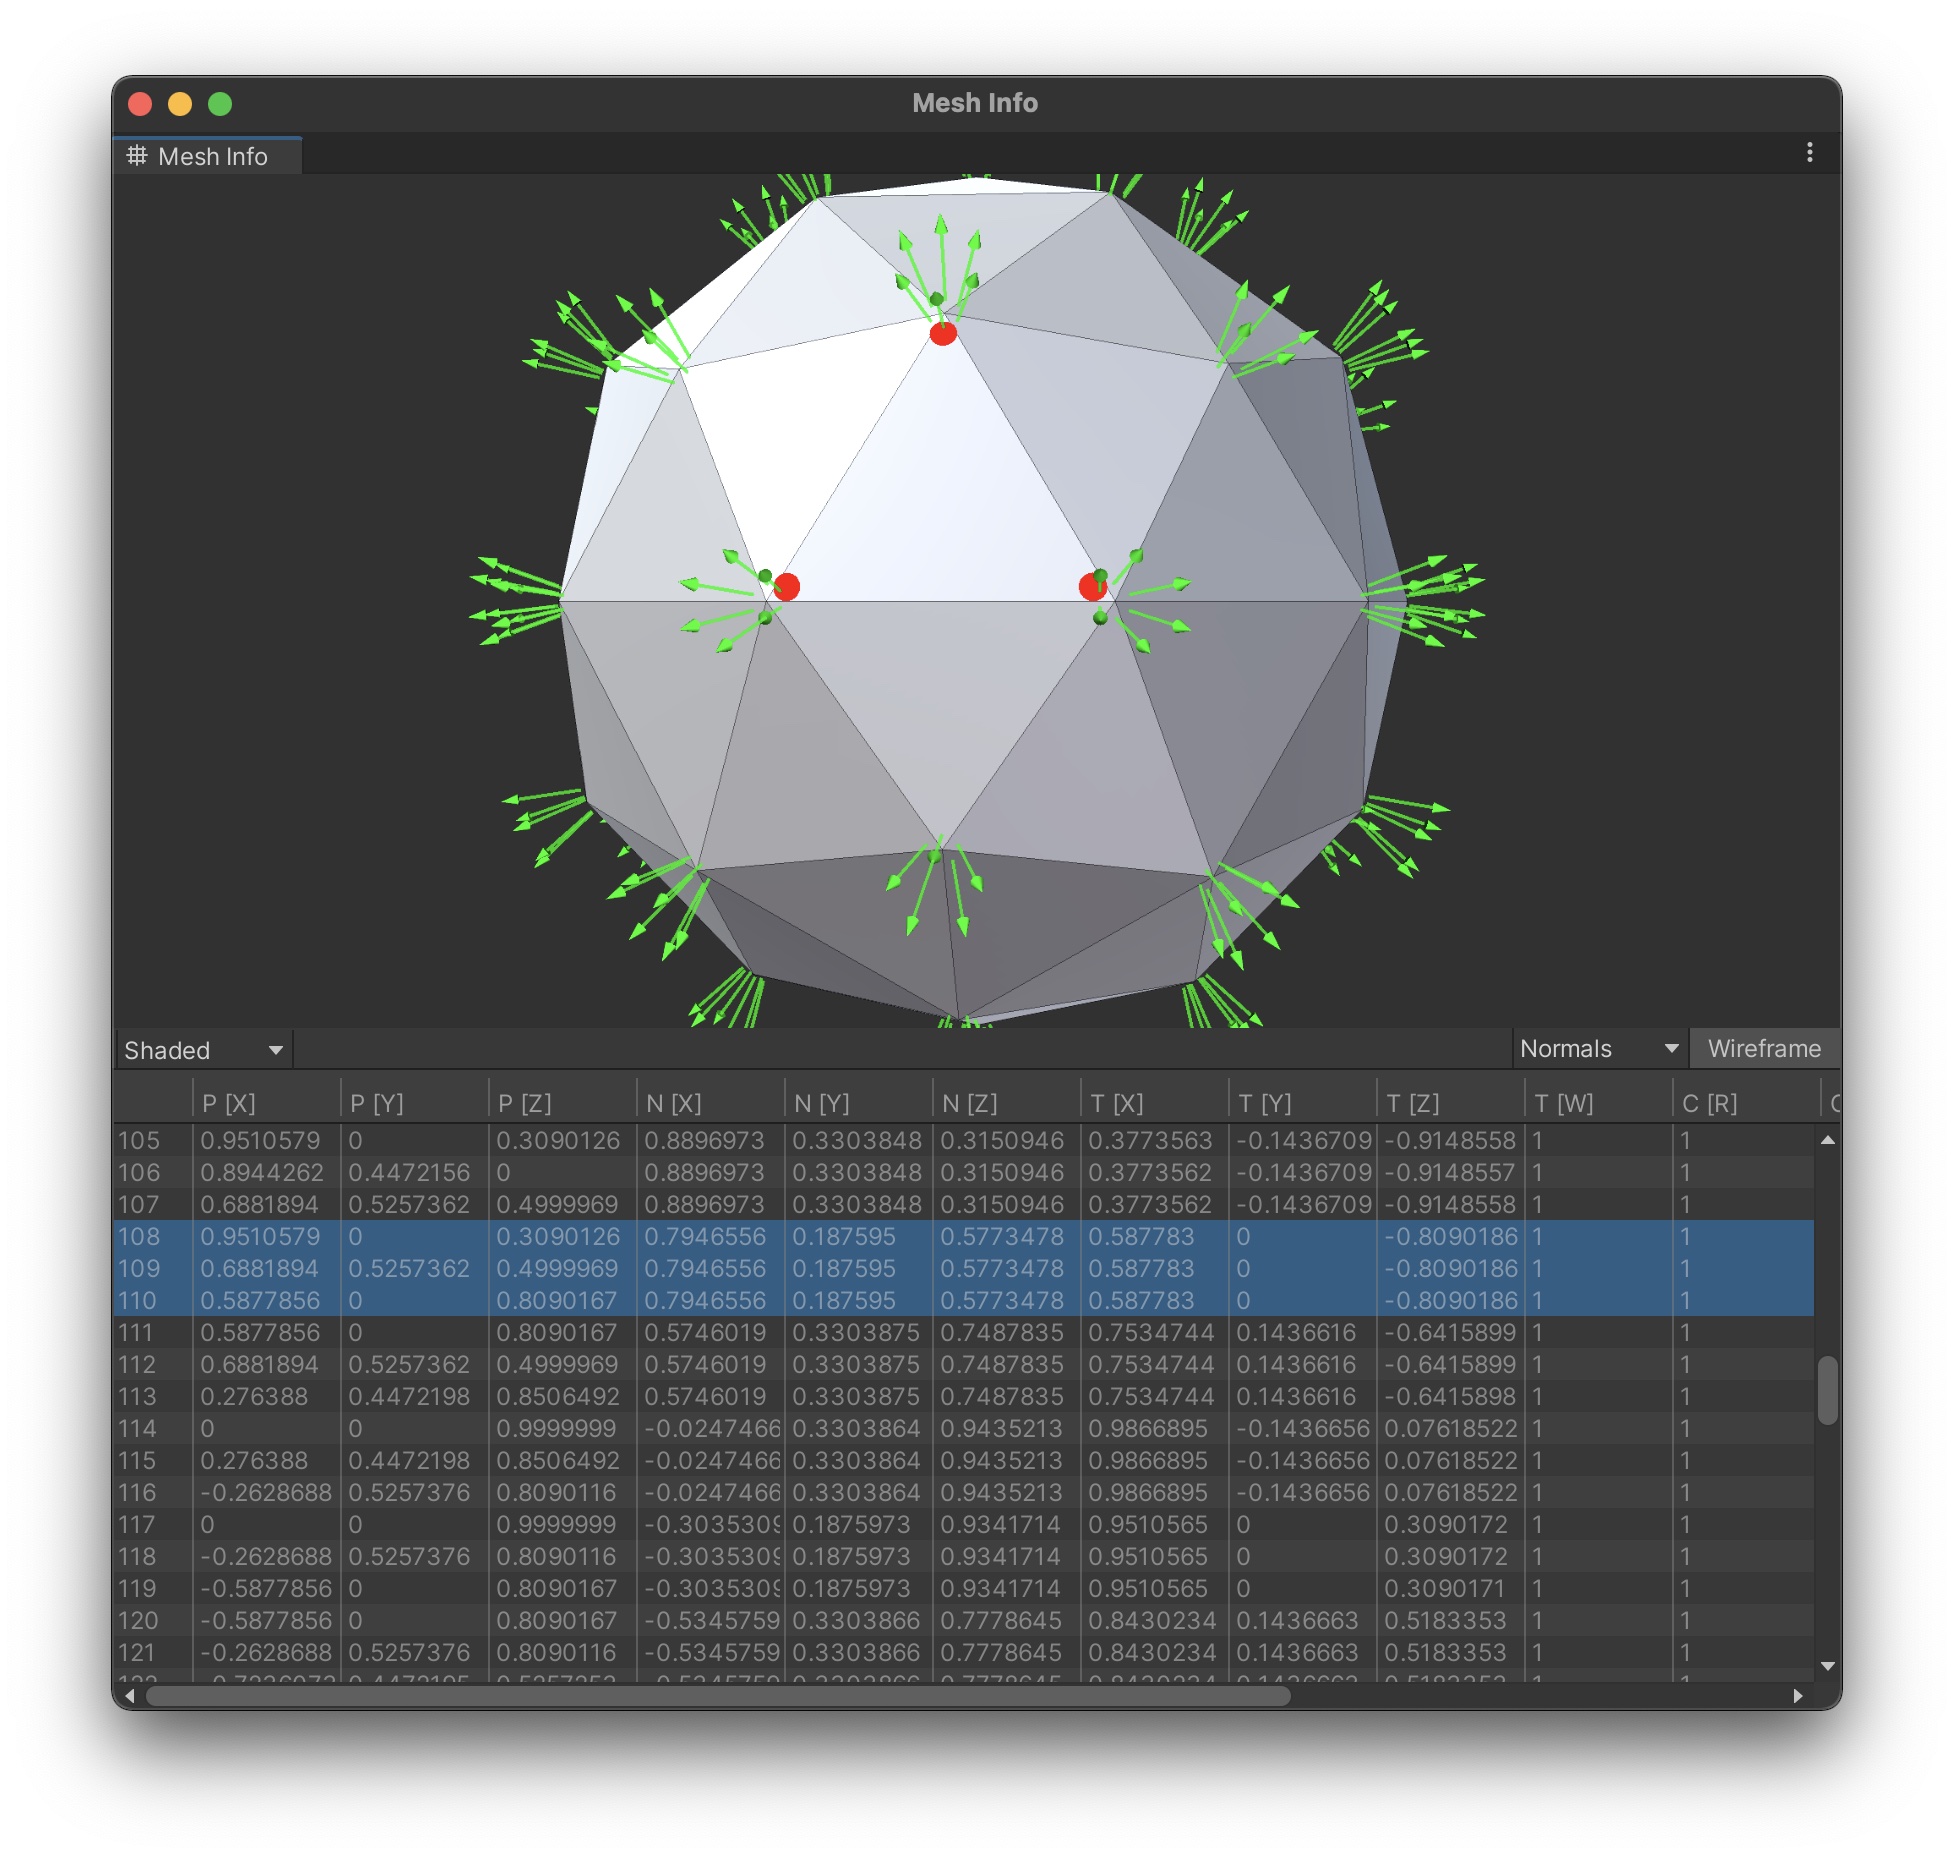 Mesh Info
Mesh Info
Shaded Normals Wireframe
P [X] P [Y] P [Z] N [X] N [Y] N [Z] T [X] T [Y] T [Z] T [W] C [R]
105 0.9510579 0 0.3090126 0.8896973 0.3303848 0.3150946 0.3773563 -0.1436709 -0.9148558 1 1
106 0.8944262 0.4472156 0 0.8896973 0.3303848 0.3150946 0.3773562 -0.1436709 -0.9148557 1 1
107 0.6881894 0.5257362 0.4999969 0.8896973 0.3303848 0.3150946 0.3773562 -0.1436709 -0.9148558 1 1
108 0.9510579 0 0.3090126 0.7946556 0.187595 0.5773478 0.587783 0 -0.8090186 1 1
109 0.6881894 0.5257362 0.4999969 0.7946556 0.187595 0.5773478 0.587783 0 -0.8090186 1 1
110 0.5877856 0 0.8090167 0.7946556 0.187595 0.5773478 0.587783 0 -0.8090186 1 1
111 0.5877856 0 0.8090167 0.5746019 0.3303875 0.7487835 0.7534744 0.1436616 -0.6415899 1 1
112 0.6881894 0.5257362 0.4999969 0.5746019 0.3303875 0.7487835 0.7534744 0.1436616 -0.6415899 1 1
113 0.276388 0.4472198 0.8506492 0.5746019 0.3303875 0.7487835 0.7534744 0.1436616 -0.6415898 1 1
114 0 0 0.9999999 -0.0247466 0.3303864 0.9435213 0.9866895 -0.1436656 0.07618522 1 1
115 0.276388 0.4472198 0.8506492 -0.0247466 0.3303864 0.9435213 0.9866895 -0.1436656 0.07618522 1 1
116 -0.2628688 0.5257376 0.8090116 -0.0247466 0.3303864 0.9435213 0.9866895 -0.1436656 0.07618522 1 1
117 0 0 0.9999999 -0.3035309 0.1875973 0.9341714 0.9510565 0 0.3090172 1 1
118 -0.2628688 0.5257376 0.8090116 -0.3035309 0.1875973 0.9341714 0.9510565 0 0.3090172 1 1
119 -0.5877856 0 0.8090167 -0.3035309 0.1875973 0.9341714 0.9510565 0 0.3090171 1 1
120 -0.5877856 0 0.8090167 -0.5345759 0.3303866 0.7778645 0.8430234 0.1436663 0.5183353 1 1
121 -0.2628688 0.5257376 0.8090116 -0.5345759 0.3303866 0.7778645 0.8430234 0.1436663 0.5183353 1 1